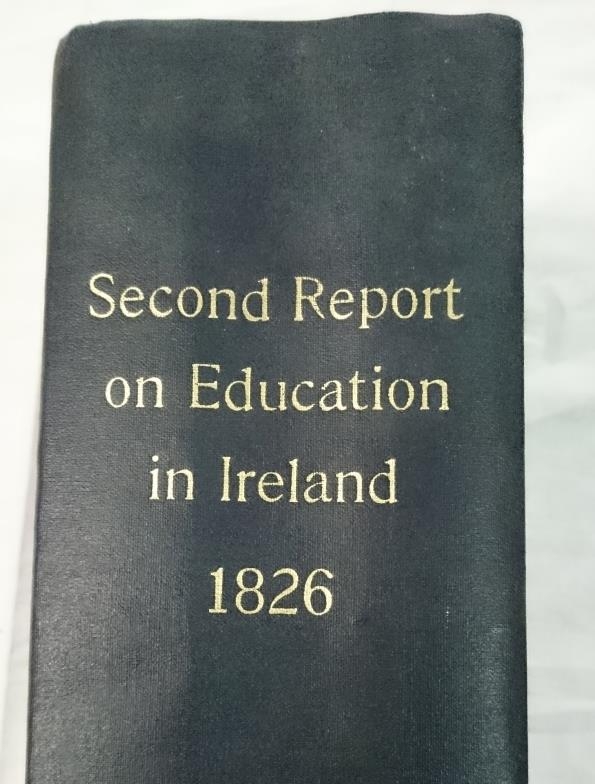 Second Report
on Education
in Ireland
1826